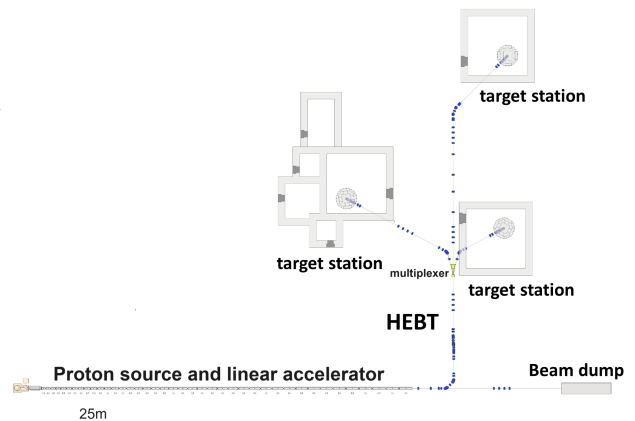 target station
target station
multiplexer
target station
HEBT
Proton source and linear accelerator
Beam dump
25m